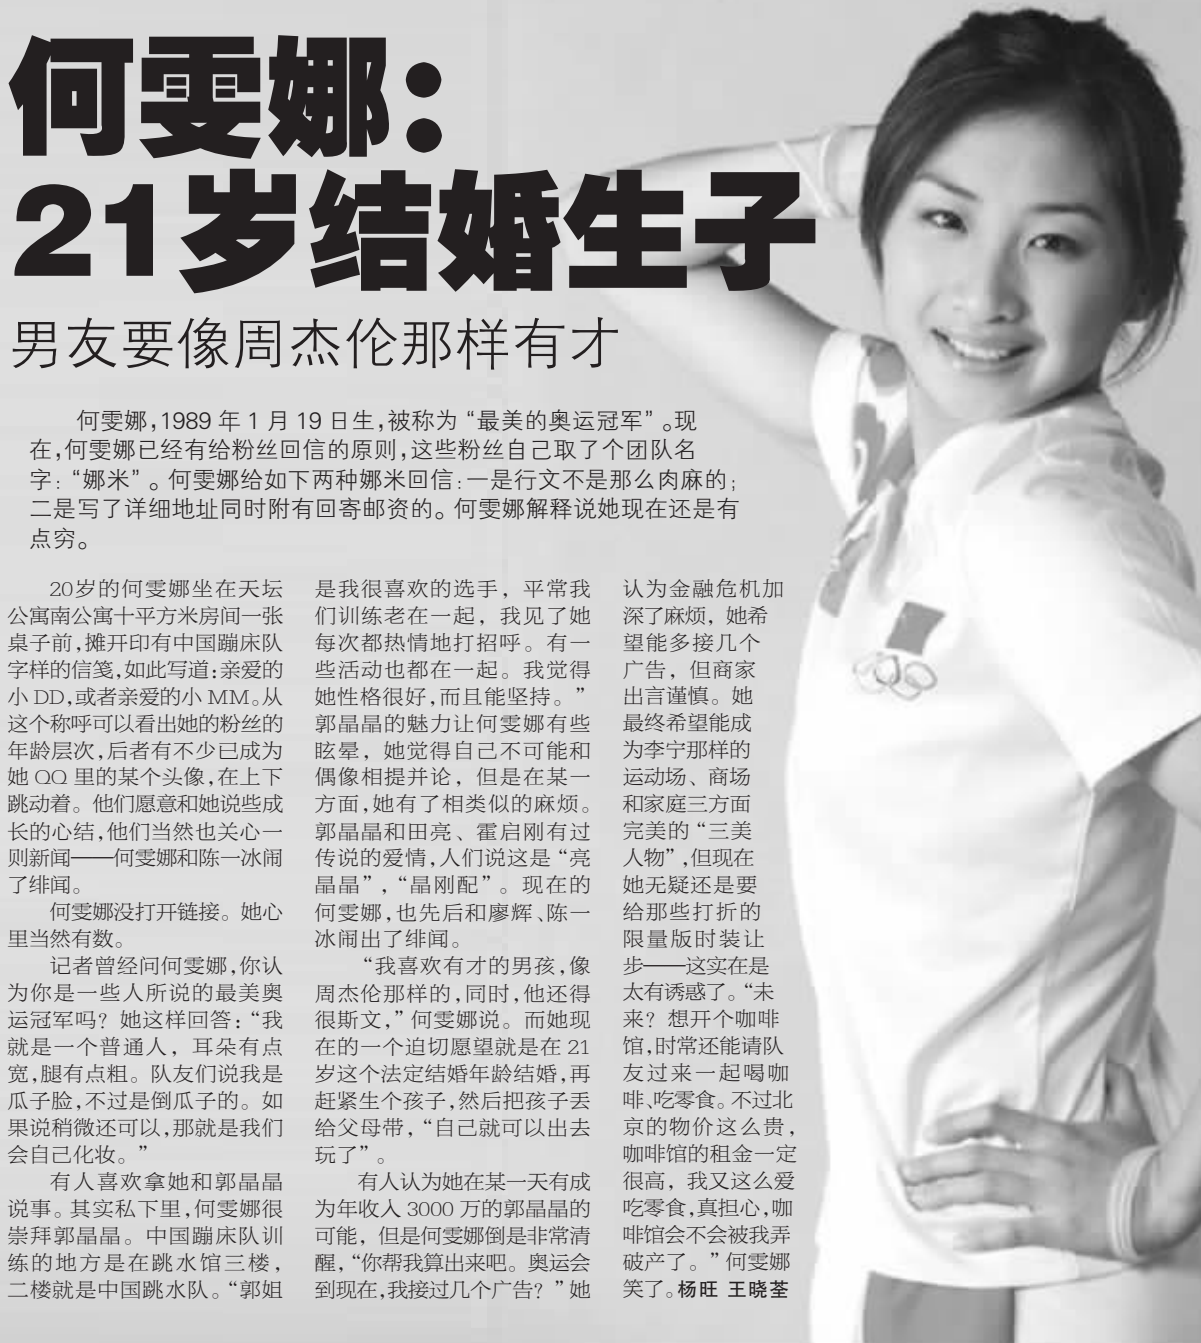 何雯娜：
21岁结婚生子
男友要像周杰伦那样有才
何雯娜,1989 年 1 月 19 日生,被称为“最美的奥运冠军”。现
在,何雯娜已经有给粉丝回信的原则,这些粉丝自己取了个团队名
字:“娜米”。何雯娜给如下两种娜米回信:一是行文不是那么肉麻的;
二是写了详细地址同时附有回寄邮资的。何雯娜解释说她现在还是有
点穷。
20岁的何雯娜坐在天坛
公寓南公寓十平方米房间一张
桌子前,摊开印有中国蹦床队
字样的信笺,如此写道:亲爱的
小 DD,或者亲爱的小 MM。从
这个称呼可以看出她的粉丝的
年龄层次,后者有不少已成为
她 QQ 里的某个头像,在上下
跳动着。他们愿意和她说些成
长的心结,他们当然也关心一
则新闻——何雯娜和陈一冰闹
了绯闻。
何雯娜没打开链接。她心
里当然有数。
记者曾经问何雯娜,你认
为你是一些人所说的最美奥
运冠军吗?她这样回答:“我
就是一个普通人,耳朵有点
宽,腿有点粗。队友们说我是
瓜子脸,不过是倒瓜子的。如
果说稍微还可以,那就是我们
会自己化妆。”
有人喜欢拿她和郭晶晶
说事。其实私下里,何雯娜很
崇拜郭晶晶。中国蹦床队训
练的地方是在跳水馆三楼,
二楼就是中国跳水队。“郭姐
是我很喜欢的选手,平常我
们训练老在一起,我见了她
每次都热情地打招呼。有一
些活动也都在一起。我觉得
她性格很好,而且能坚持。”
郭晶晶的魅力让何雯娜有些
眩晕,她觉得自己不可能和
偶像相提并论,但是在某一
方面,她有了相类似的麻烦。
郭晶晶和田亮、霍启刚有过
传说的爱情,人们说这是“亮
晶晶”,“晶刚配”。现在的
何雯娜,也先后和廖辉、陈一
冰闹出了绯闻。
“我喜欢有才的男孩,像
周杰伦那样的,同时,他还得
很斯文,”何雯娜说。而她现
在的一个迫切愿望就是在 21
岁这个法定结婚年龄结婚,再
赶紧生个孩子,然后把孩子丢
给父母带,“自己就可以出去
玩了”。
有人认为她在某一天有成
为年收入 3000 万的郭晶晶的
可能,但是何雯娜倒是非常清
醒,“你帮我算出来吧。奥运会
到现在,我接过几个广告?”她
认为金融危机加
深了麻烦,她希
望能多接几个
广告,但商家
出言谨慎。她
最终希望能成
为李宁那样的
运动场、商场
和家庭三方面
完美的“三美
人物”,但现在
她无疑还是要
给那些打折的
限量版时装让
步——这实在是
太有诱惑了。“未
来?想开个咖啡
馆,时常还能请队
友过来一起喝咖
啡、吃零食。不过北
京的物价这么贵,
咖啡馆的租金一定
很高,我又这么爱
吃零食,真担心,咖
啡馆会不会被我弄
破产了。”何雯娜
笑了。杨旺 王晓荃